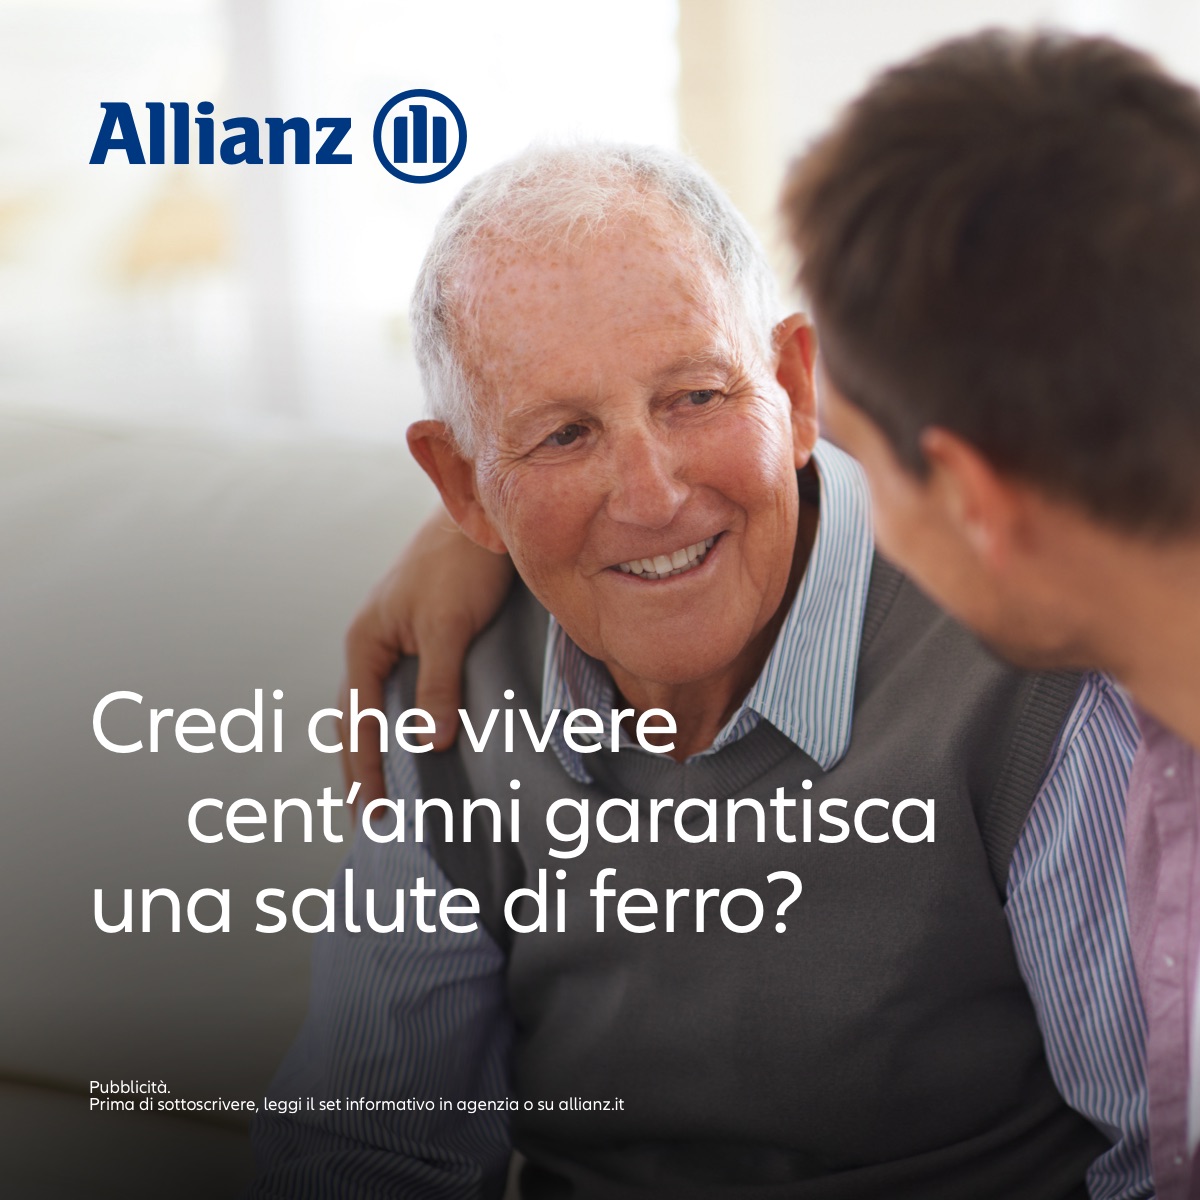 Allianz
Credi che vivere
cent'anni garantisca
una salute di ferro?
Pubblicità.
Prima di sottoscrivere, leggi il set informativo in agenzia o su allianz.it